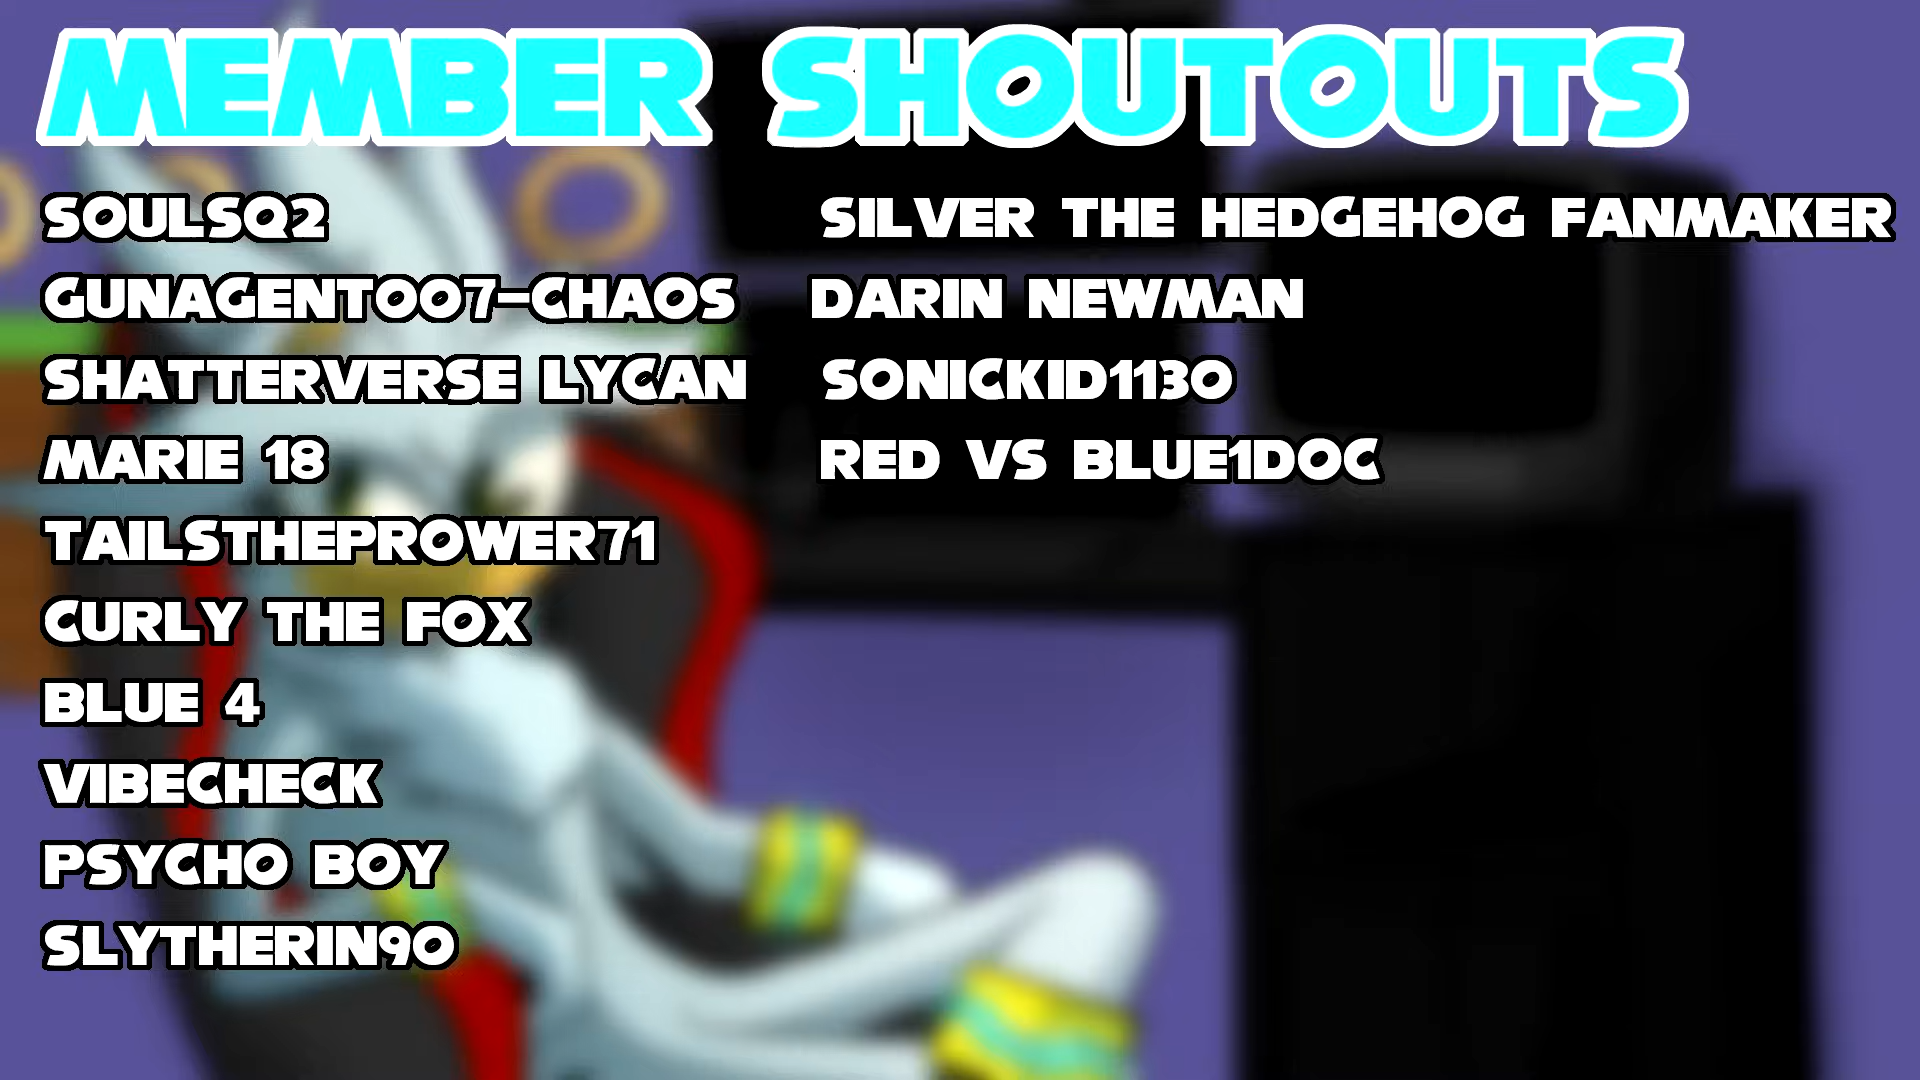 MEMBER SHOUTOUTS
SOULSQ2
GUNAGENT007-CHAOS
SHATTERVERSE LYCAN
MARIE 18
TAILSTHEPROWER71
CURLY THE FOX
BLUE 4
VIBECHECK
PSYCHO BOY
SLYTHERIN90
SILVER THE HEDGEHOG FANMAKER
DARIN NEWMAN
SONICKID1130
RED VS BLUE1DOC